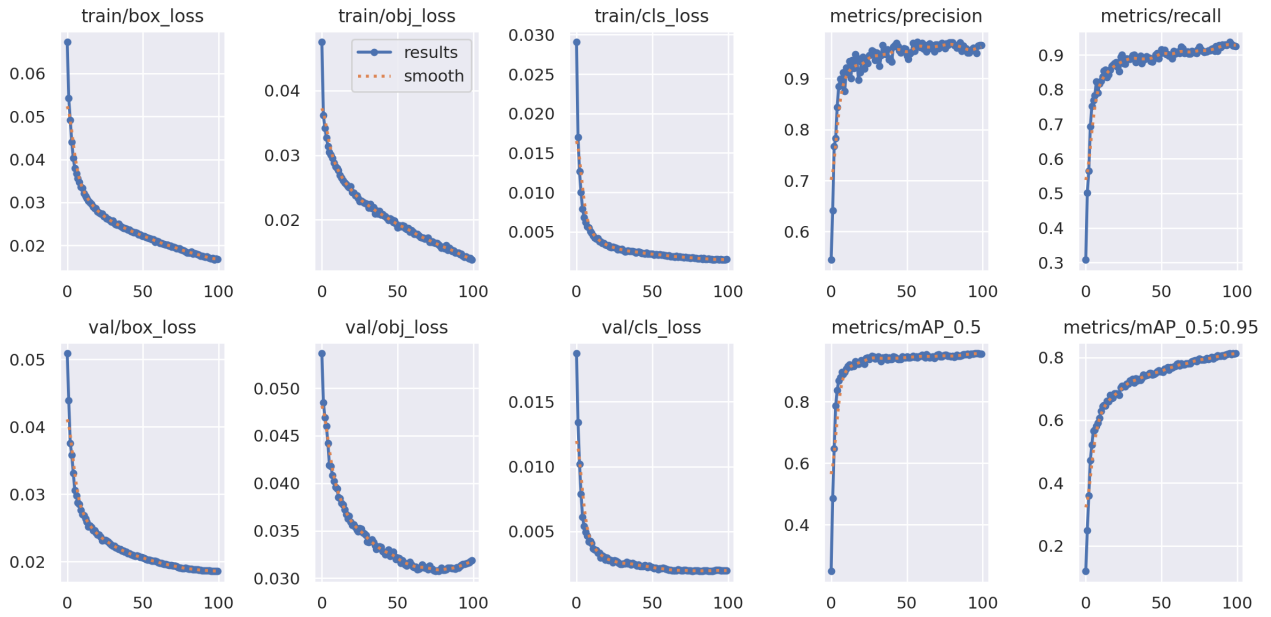 train/box_loss
train/obj_loss
train/cls_loss
metrics/precision
metrics/recall
results
smooth
0.06
0.05
0.04
0.03
0.02
0 50 100
0.04
0.03
0.02
0 50 100
0.030
0.025
0.020
0.015
0.010
0.005
0 50 100
0.9
0.8
0.7
0.6
0 50 100
0.9
0.8
0.7
0.6
0.5
0.4
0.3
0 50 100
val/box_loss
val/obj_loss
val/cls_loss
metrics/mAP_0.5
metrics/mAP_0.5:0.95
0.05
0.04
0.03
0.02
0 50 100
0.050
0.045
0.040
0.035
0.030
0 50 100
0.015
0.010
0.005
0 50 100
0.8
0.6
0.4
0 50 100
0.8
0.6
0.4
0.2
0 50 100